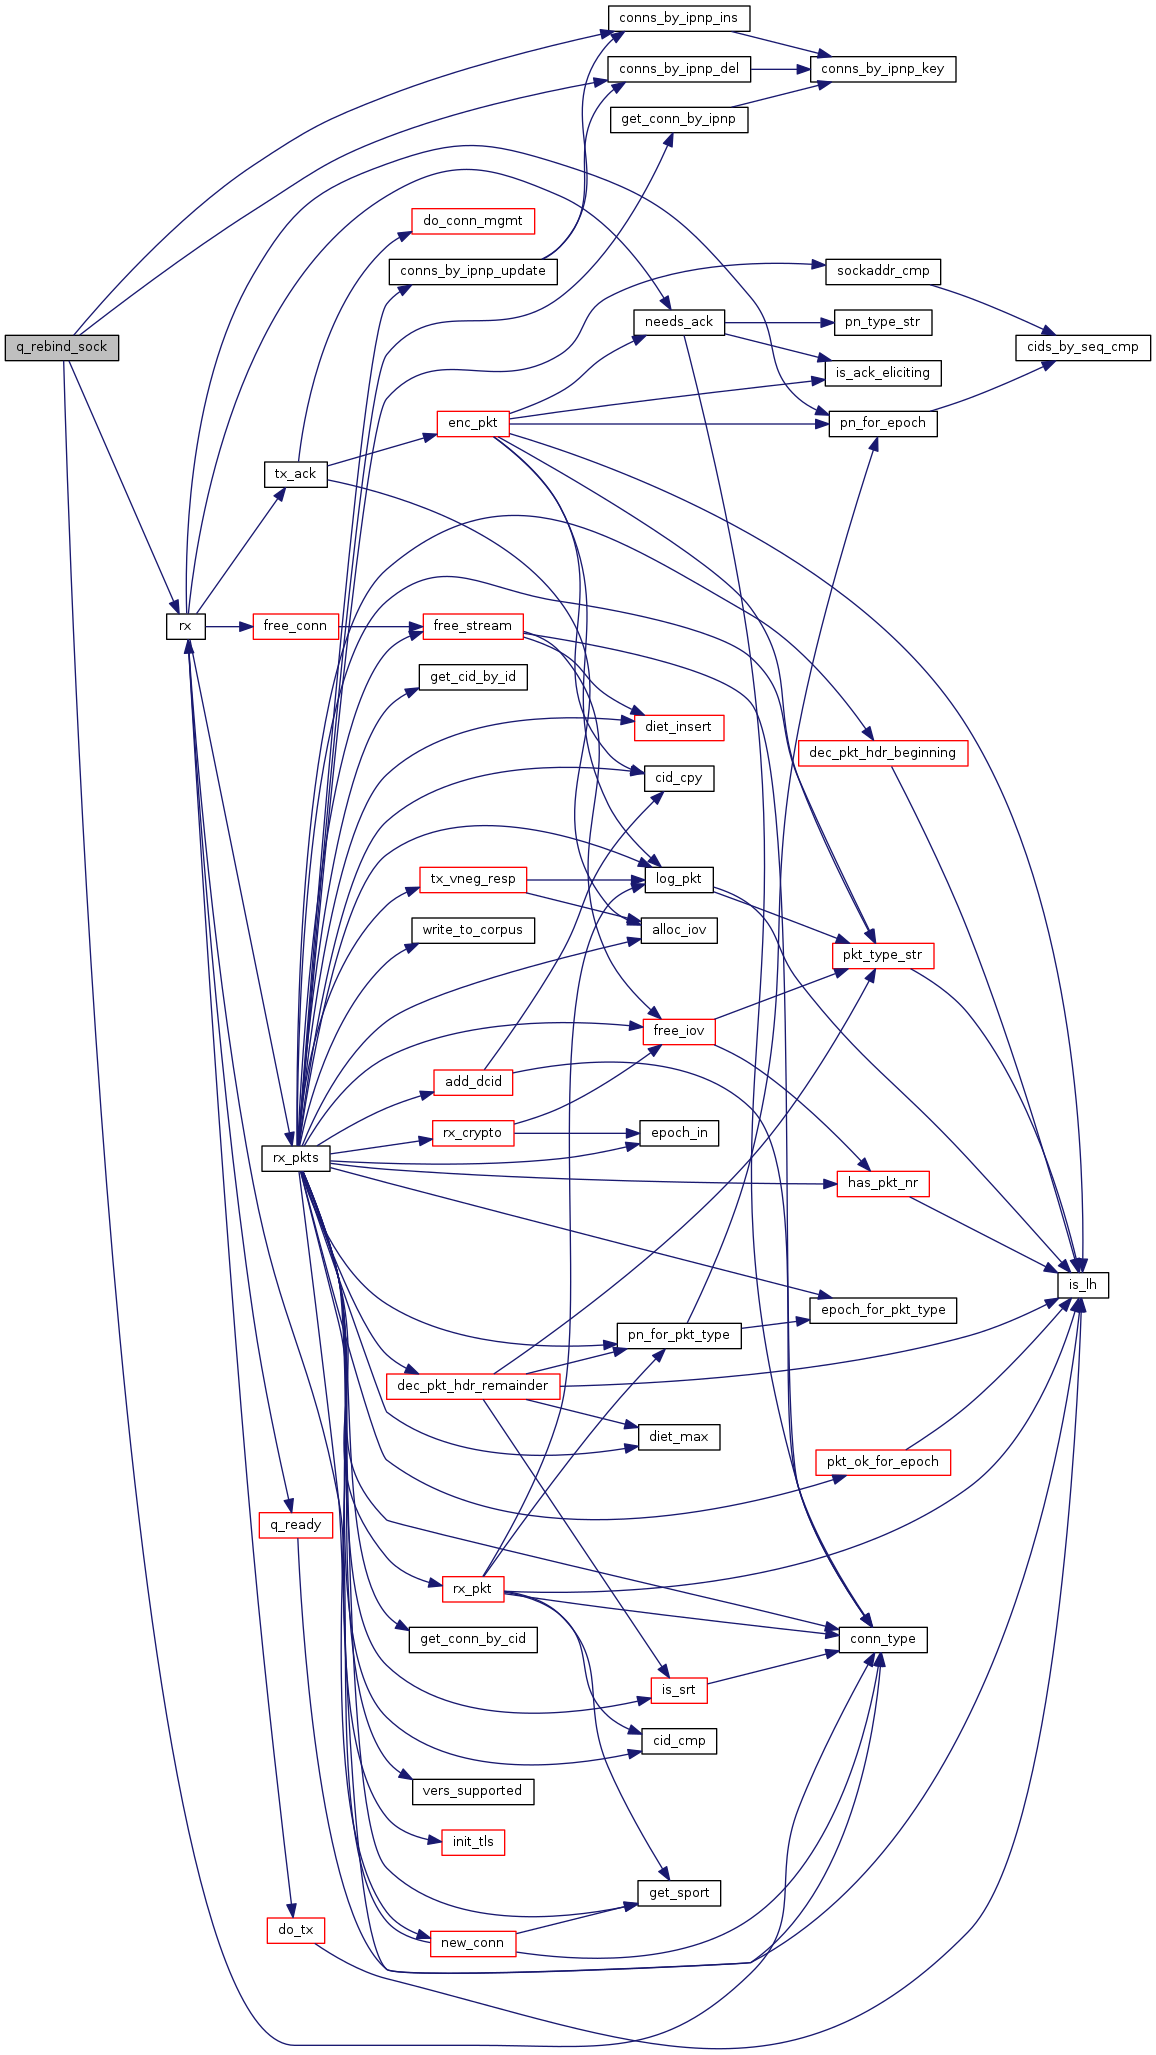 conns_by_ipnp_ins
conns_by_ipnp_del
conns_by_ipnp_key
get_conn_by_ipnp
do_conn_mgmt
conns_by_ipnp_update
sockaddr_cmp
needs_ack
pn_type_str
q_rebind_sock
cids_by_seq_cmp
is_ack_eliciting
enc_pkt
pn_for_epoch
tx_ack
rx
free_conn
free_stream
get_cid_by_id
diet_insert
dec_pkt_hdr_beginning
cid_cpy
tx_vneg_resp
log_pkt
write_to_corpus
alloc_iov
pkt_type_str
free_iov
add_dcid
rx_crypto
epoch_in
rx_pkts
has_pkt_nr
is_lh
epoch_for_pkt_type
pn_for_pkt_type
dec_pkt_hdr_remainder
diet_max
pkt_ok_for_epoch
q_ready
rx_pkt
get_conn_by_cid
conn_type
is_srt
cid_cmp
vers_supported
init_tls
get_sport
do_tx
new_conn